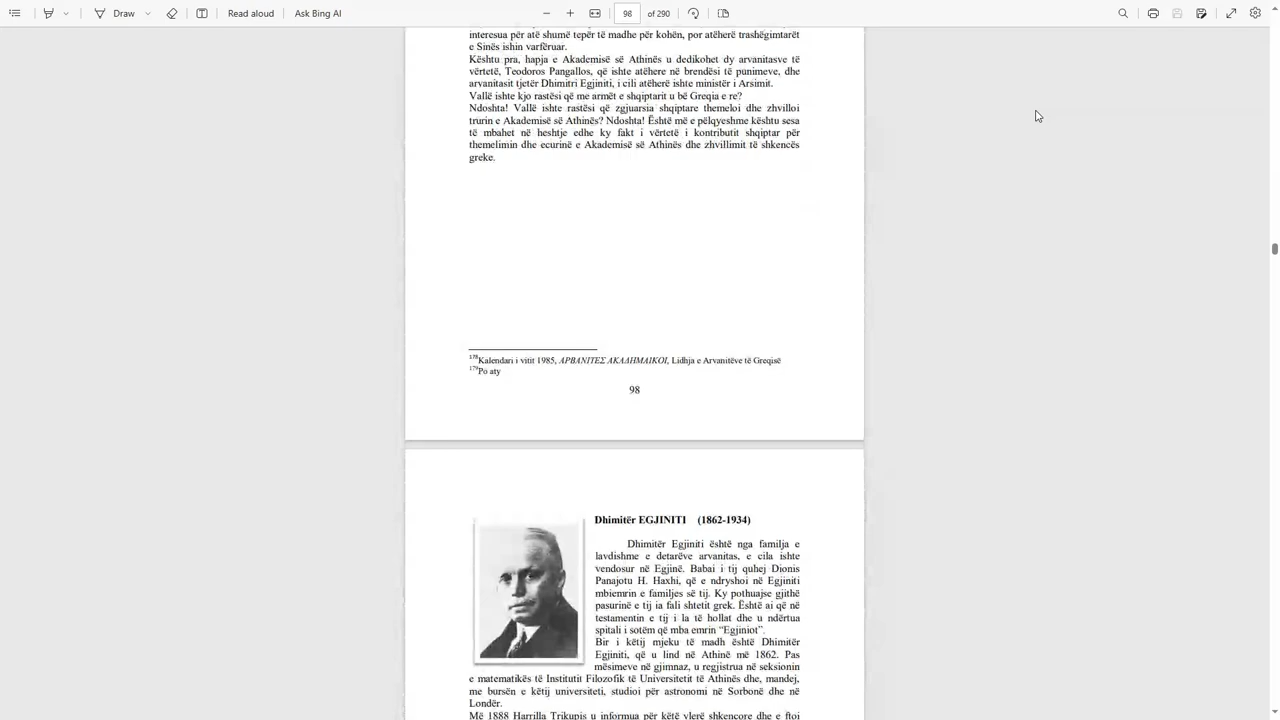 Draw
Read aloud
Ask Bing AI
98
of 290
interesua për atë shumë tepër të madhe për kohën, por atëherë trashëgimtarët
e Sinës ishin varfëruar.
Kështu pra, hapja e Akademisë së Athinës u dedikohet dy arvanitasve të
vërtetë, Teodoros Pangallos, që ishte atëhere në brendësi të punimeve, dhe
arvanitasit tjetër Dhimitri Egjiniti, i cili atëherë ishte ministër i Arsimit.
Vallë ishte kjo rastësi që me armët e shqiptarit u bë Greqia e re?
Ndoshta! Vallë ishte rastësi që zgjuarsia shqiptare themeloi dhe zhvilloi
trurin e Akademisë së Athinës? Ndoshta! Është më e pëlqyeshme kështu sesa
të mbahet në heshtje edhe ky fakt i vërtetë i kontributit shqiptar për
themelimin dhe ecurinë e Akademisë së Athinës dhe zhvillimit të shkencës
greke.
178Kalendari i vitit 1985, ΑΡΒΑΝΙΤΕΣ ΑΚΑΔΗΜΑΙΚΟΙ, Lidhja e Arvanitëve të Greqisë
179Po aty
98
Dhimitër EGJINITI (1862-1934)
Dhimitër Egjiniti është nga familja e
lavdishme e detarëve arvanitas, e cila ishte
vendosur në Egjinë. Babai i tij quhej Dionis
Panajotu H. Haxhi, që e ndryshoi në Egjiniti
mbiemrin e familjes së tij. Ky pothuajse gjithë
pasurinë e tij ia fali shtetit grek. Është ai që në
testamentin e tij i la të hollat dhe u ndërtua
spitali i sotëm që mba emrin “Egjiniot”.
Bir i këtij mjeku të madh është Dhimitër
Egjiniti, që u lind në Athinë më 1862. Pas
mësimeve në gjimnaz, u regjistrua në seksionin
e matematikës të Institutit Filozofik të Universitetit të Athinës dhe, mandej,
me bursën e këtij universiteti, studioi për astronomi në Sorbonë dhe në
Londër.
Më 1888 Harrilla Trikupis u informua për këtë vlerë shkencore dhe e ftoi